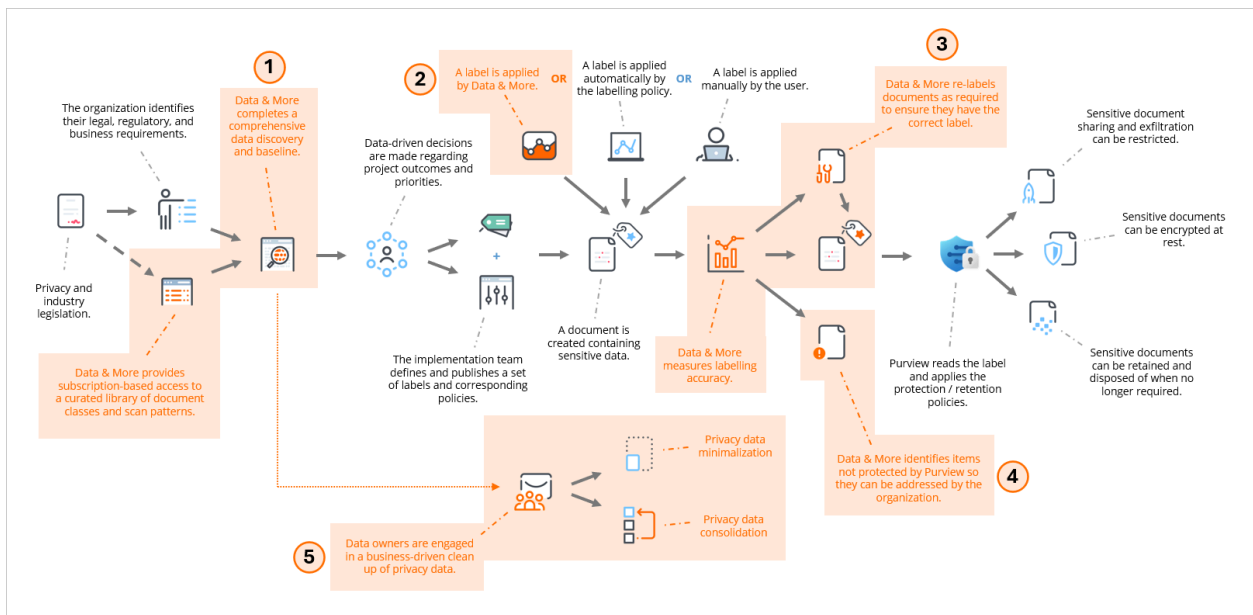 1
The organization identifies
their legal, regulatory, and
business requirements.
Data & More
completes a
comprehensive
data discovery
and baseline.
Privacy and
industry
legislation.
Data & More provides
subscription-based access to
a curated library of document
classes and scan patterns.
Data-driven decisions
are made regarding
project outcomes and
priorities.
2
A label is applied
by Data & More.
OR
A label is applied
automatically by
the labelling policy.
OR
A label is applied
manually by the user.
+
The implementation team
defines and publishes a set
of labels and corresponding
policies.
A document is
created containing
sensitive data.
Data & More
measures labelling
accuracy.
3
Data & More re-labels
documents as required
to ensure they have the
correct label.
Purview reads the label
and applies the
protection / retention
policies.
Sensitive document
sharing and exfiltration
can be restricted.
Sensitive documents
can be encrypted at
rest.
Sensitive documents
can be retained and
disposed of when no
longer required.
Data & More identifies items
not protected by Purview so
they can be addressed by the
organization.
4
Privacy data
minimalization
Privacy data
consolidation
5
Data owners are engaged
in a business-driven clean
up of privacy data.